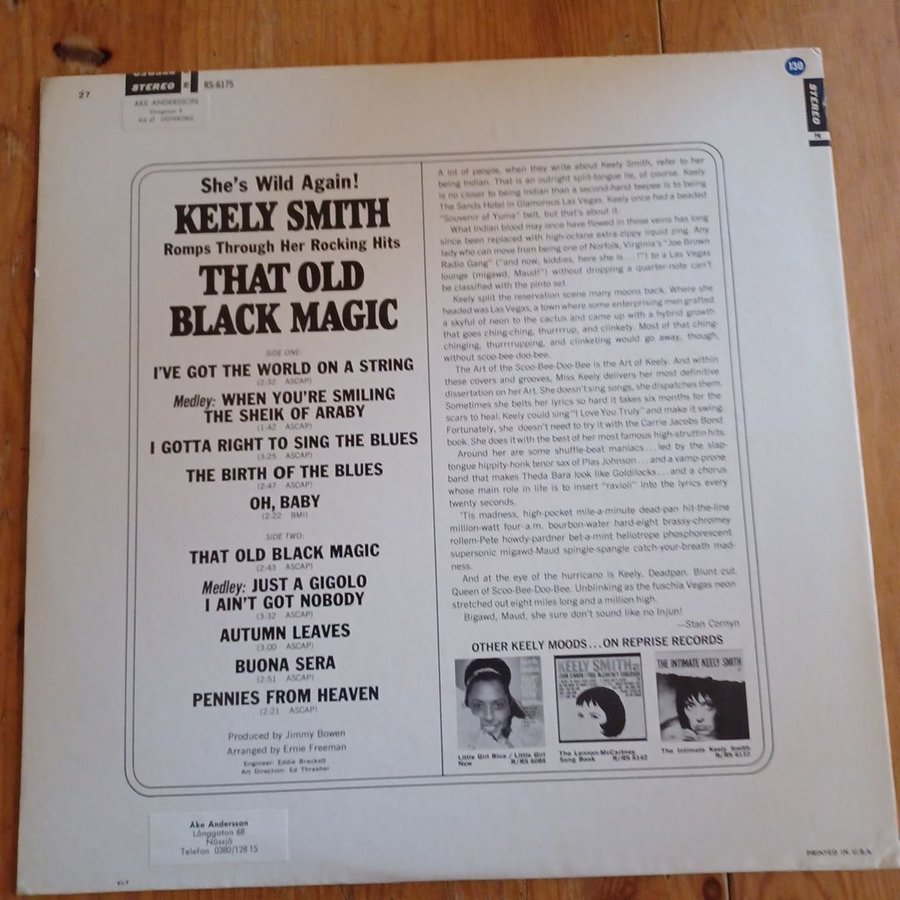 STEREO
RS-6175
27
AKE ANDERSSON
138
STEREO
She's Wild Again!
KEELY SMITH
Romps Through Her Rocking Hits
THAT OLD
BLACK MAGIC
SIDE ONE:
I'VE GOT THE WORLD ON A STRING
(2:32 ASCAP)
Medley: WHEN YOU'RE SMILING
THE SHEIK OF ARABY
(1:42 ASCAP)
I GOTTA RIGHT TO SING THE BLUES
(3:25 ASCAP)
THE BIRTH OF THE BLUES
(2:47 ASCAP)
OH, BABY
(2:22 BMI)
SIDE TWO:
THAT OLD BLACK MAGIC
(2:43 ASCAP)
Medley: JUST A GIGOLO
I AIN'T GOT NOBODY
(3:32 ASCAP)
AUTUMN LEAVES
(3:00 ASCAP)
BUONA SERA
(2:51 ASCAP)
PENNIES FROM HEAVEN
(2:21 ASCAP)
Produced by Jimmy Bowen
Arranged by Ernie Freeman
Engineer: Eddie Brackett
Art Direction: Ed Thrasher
A lot of people, when they write about Keely Smith, refer to her
being Indian. That is an outright split-tongue lie, of course. Keely
is no closer to being Indian than a second-hand teepee is to being
The Sands Hotel in Glamorous Las Vegas. Keely once had a beaded
"Souvenir of Yuma" belt, but that's about it.
What Indian blood may once have flowed in those veins has long
since been replaced with high-octane extra-zippy liquid zing. Any
lady who can move from being one of Norfolk, Virginia's "Joe Brown
Radio Gang" ("and now, kiddies, here she is...!") to a Las Vegas
lounge (migawd, Maud!") without dropping a quarter-note can't
be classified with the pinto set.
Keely split the reservation scene many moons back. Where she
headed was Las Vegas, a town where some enterprising men grafted
a skyful of neon to the cactus and came up with a hybrid growth
that goes ching-ching, thurrrrup, and clinkety. Most of that ching-
chinging, thurrrrupping, and clinketing would go away, though,
without scoo-bee-doo-bee.
The Art of the Scoo-Bee-Doo-Bee is the Art of Keely. And within
these covers and grooves, Miss Keely delivers her most definitive
dissertation on her Art. She doesn't sing songs, she dispatches them.
Sometimes she belts her lyrics so hard it takes six months for the
scars to heal. Keely could sing "I Love You Truly" and make it swing.
Fortunately, she doesn't need to try it with the Carrie Jacobs Bond
book. She does it with the best of her most famous high-struttin hits.
Around her are some shuffle-beat maniacs...led by the slap-
tongue hippity-honk tenor sax of Plas Johnson...and a vamp-prone
band that makes Theda Bara look like Goldilocks...and a chorus
whose main role in life is to insert "ravioli" into the lyrics every
twenty seconds.
'Tis madness, high-pocket mile-a-minute dead-pan hit-the-line
million-watt four-a.m. bourbon-water hard-eight brassy-chromey
rollem-Pete howdy-pardner bet-a-mint heliotrope phosphorescent
supersonic migawd-Maud spingle-spangle catch-your-breath mad-
ness.
And at the eye of the hurricano is Keely. Deadpan. Blunt cut.
Queen of Scoo-Bee-Doo-Bee. Unblinking as the fuschia Vegas neon
stretched out eight miles long and a million high.
Bigawd, Maud, she sure don't sound like no Injun!
—Stan Cornyn
OTHER KEELY MOODS...ON REPRISE RECORDS
KEELY SMITH
JOHN LENNON / PAUL McCARTNEY SONGBOOK
THE INTIMATE KEELY SMITH
Little Girl Blue / Little Girl
New R/RS 6086
The Lennon-McCartney
Song Book R/RS 6142
The Intimate Keely Smith
R/RS 6132
Åke Andersson
Långgatan 6B
Nässjö
Telefon 0380/128 15
ELT
PRINTED IN U.S.A.